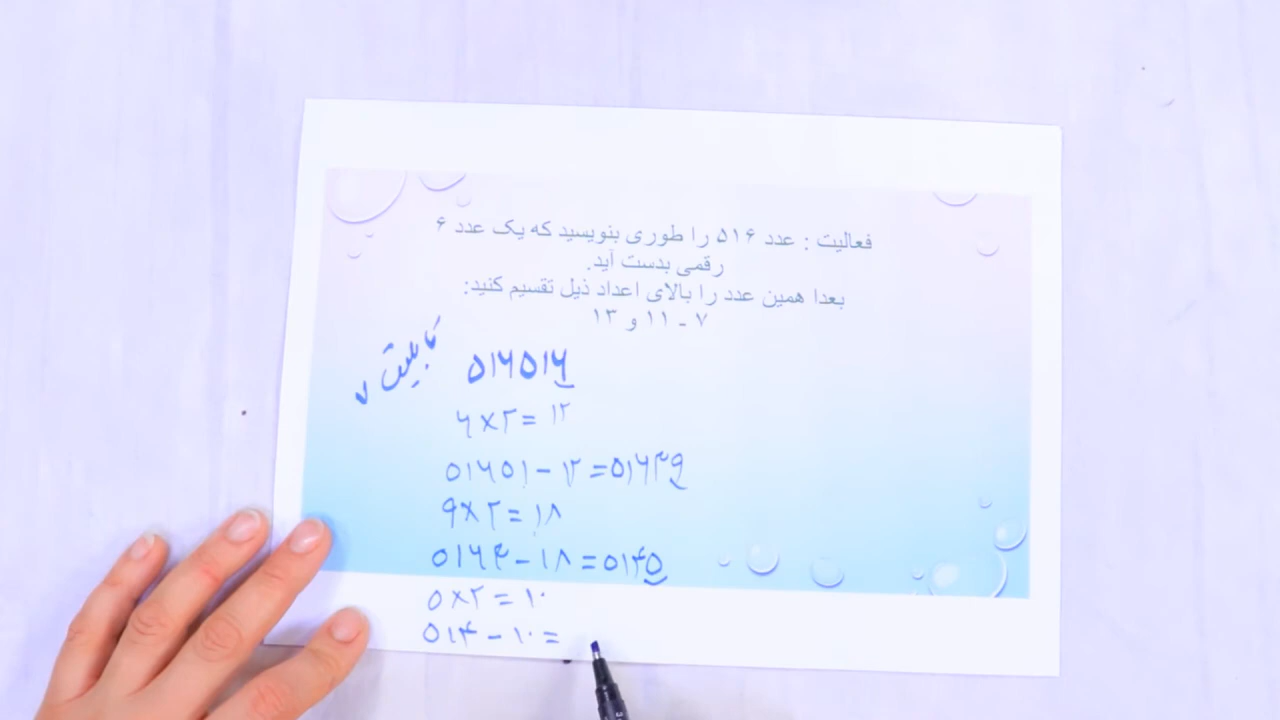 فعالیت : عدد ۵۱۶ را طوری بنویسید که یک عدد ۶
رقمی بدست آید.
بعدا همین عدد را بالای اعداد ذیل تقسیم کنید:
۷ - ۱۱ و ۱۳
قابلیت ۷
۵۱۶۵۱۶
۶×۲= ۱۲
۵۱۶۵۱-۱۲=۵۱۶۳۹
۹×۲=۱۸
۵۱۶۳-۱۸=۵۱۴۵
۵×۲=۱۰
۵۱۴-۱۰=